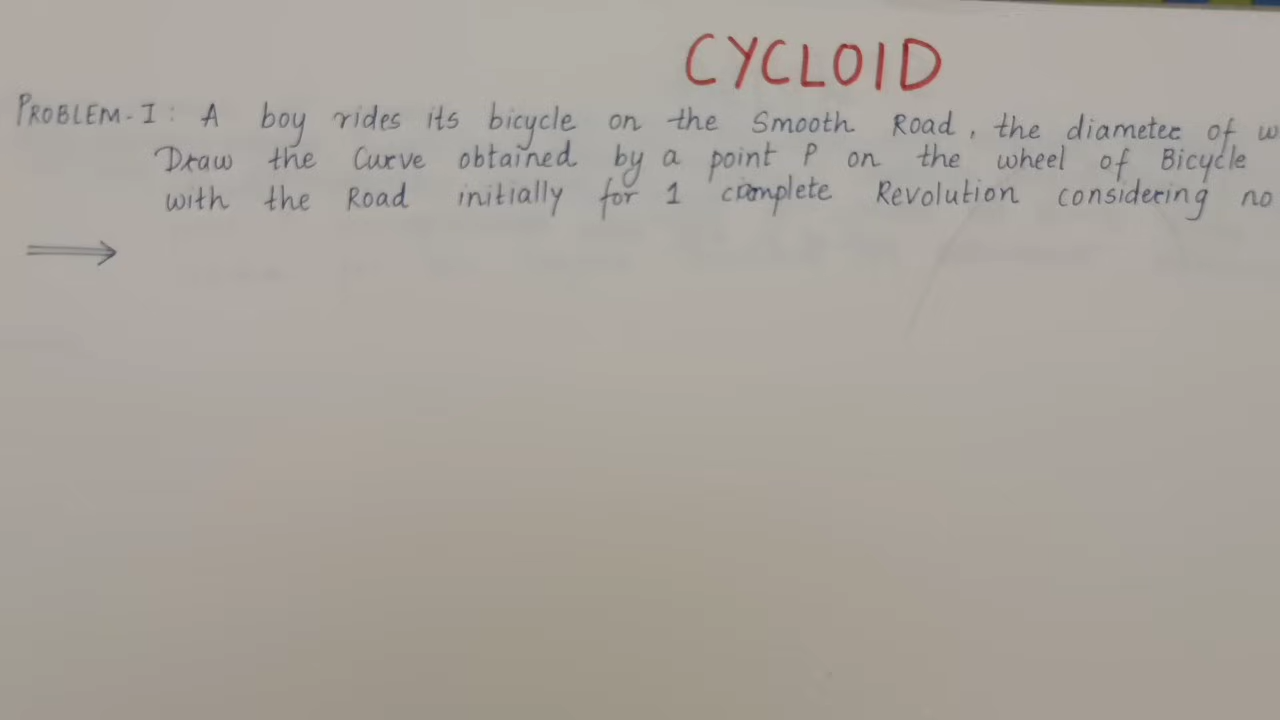 CYCLOID
PROBLEM-I: A boy rides its bicycle on the Smooth Road, the diameter of
Draw the Curve obtained by a point P on the wheel of Bicycle
with the Road initially for 1 complete Revolution considering no